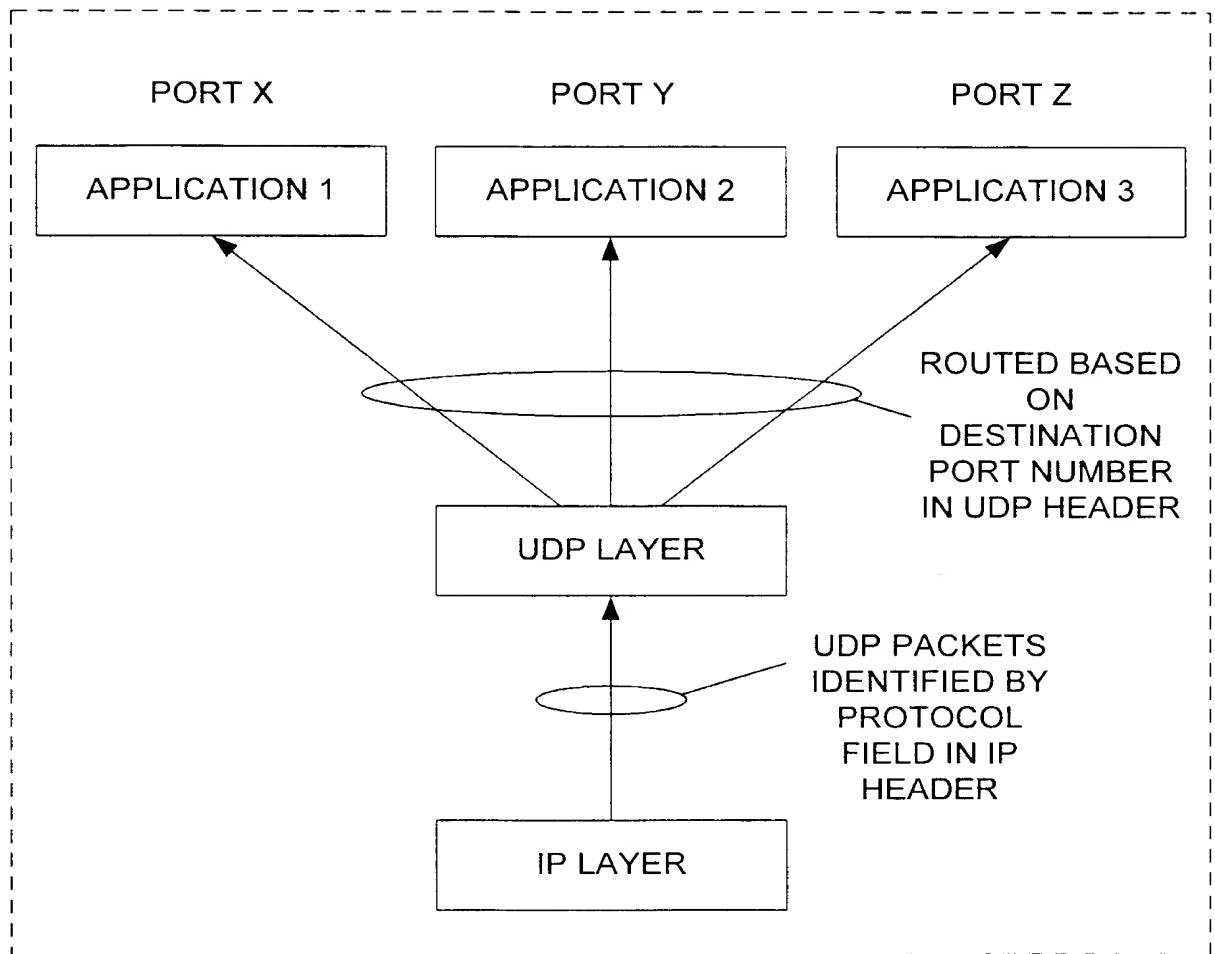 PORT X
PORT Y
PORT Z
APPLICATION 1
APPLICATION 2
APPLICATION 3
ROUTED BASED
ON
DESTINATION
PORT NUMBER
IN UDP HEADER
UDP LAYER
UDP PACKETS
IDENTIFIED BY
PROTOCOL
FIELD IN IP
HEADER
IP LAYER